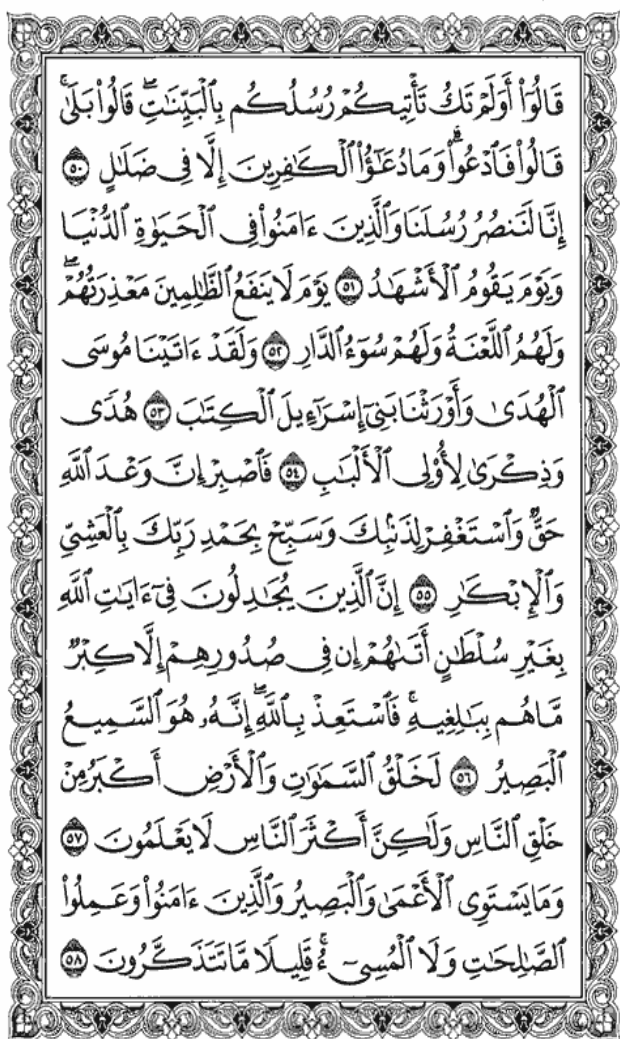 قَالُوٓا۟ أَوَلَمْ تَكُ تَأْتِيكُمْ رُسُلُكُم بِٱلْبَيِّنَٰتِ ۖ قَالُوا۟ بَلَىٰ ۚ
قَالُوا۟ فَٱدْعُوا۟ ۗ وَمَا دُعَٰٓؤُا۟ ٱلْكَٰفِرِينَ إِلَّا فِى ضَلَٰلٍ ٥٠
إِنَّا لَنَنصُرُ رُسُلَنَا وَٱلَّذِينَ ءَامَنُوا۟ فِى ٱلْحَيَوٰةِ ٱلدُّنْيَا
وَيَوْمَ يَقُومُ ٱلْأَشْهَٰدُ ٥١ يَوْمَ لَا يَنفَعُ ٱلظَّٰلِمِينَ مَعْذِرَتُهُمْ ۖ
وَلَهُمُ ٱللَّعْنَةُ وَلَهُمْ سُوٓءُ ٱلدَّارِ ٥٢ وَلَقَدْ ءَاتَيْنَا مُوسَى
ٱلْهُدَىٰ وَأَوْرَثْنَا بَنِىٓ إِسْرَٰٓءِيلَ ٱلْكِتَٰبَ ٥٣ هُدًى
وَذِكْرَىٰ لِأُو۟لِى ٱلْأَلْبَٰبِ ٥٤ فَٱصْبِرْ إِنَّ وَعْدَ ٱللَّهِ
حَقٌّ وَٱسْتَغْفِرْ لِذَنۢبِكَ وَسَبِّحْ بِحَمْدِ رَبِّكَ بِٱلْعَشِىِّ
وَٱلْإِبْكَٰرِ ٥٥ إِنَّ ٱلَّذِينَ يُجَٰدِلُونَ فِىٓ ءَايَٰتِ ٱللَّهِ
بِغَيْرِ سُلْطَٰنٍ أَتَىٰهُمْ إِن فِى صُدُورِهِمْ إِلَّا كِبْرٌ
مَّا هُم بِبَٰلِغِيهِ ۚ فَٱسْتَعِذْ بِٱللَّهِ ۖ إِنَّهُۥ هُوَ ٱلسَّمِيعُ
ٱلْبَصِيرُ ٥٦ لَخَلْقُ ٱلسَّمَٰوَٰتِ وَٱلْأَرْضِ أَكْبَرُ مِنْ
خَلْقِ ٱلنَّاسِ وَلَٰكِنَّ أَكْثَرَ ٱلنَّاسِ لَا يَعْلَمُونَ ٥٧
وَمَا يَسْتَوِى ٱلْأَعْمَىٰ وَٱلْبَصِيرُ وَٱلَّذِينَ ءَامَنُوا۟ وَعَمِلُوا۟
ٱلصَّٰلِحَٰتِ وَلَا ٱلْمُسِىٓءُ ۚ قَلِيلًا مَّا تَتَذَكَّرُونَ ٥٨